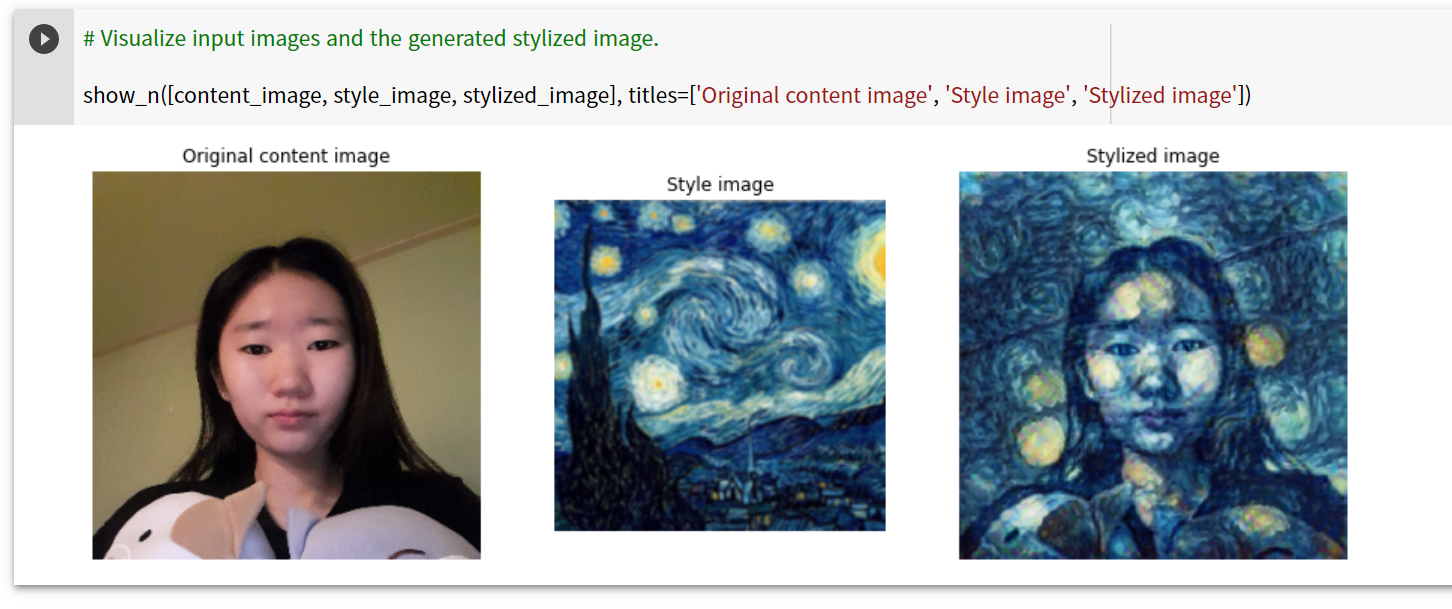 # Visualize input images and the generated stylized image.
show_n([content_image, style_image, stylized_image], titles=['Original content image', 'Style image', 'Stylized image'])
Original content image
Style image
Stylized image